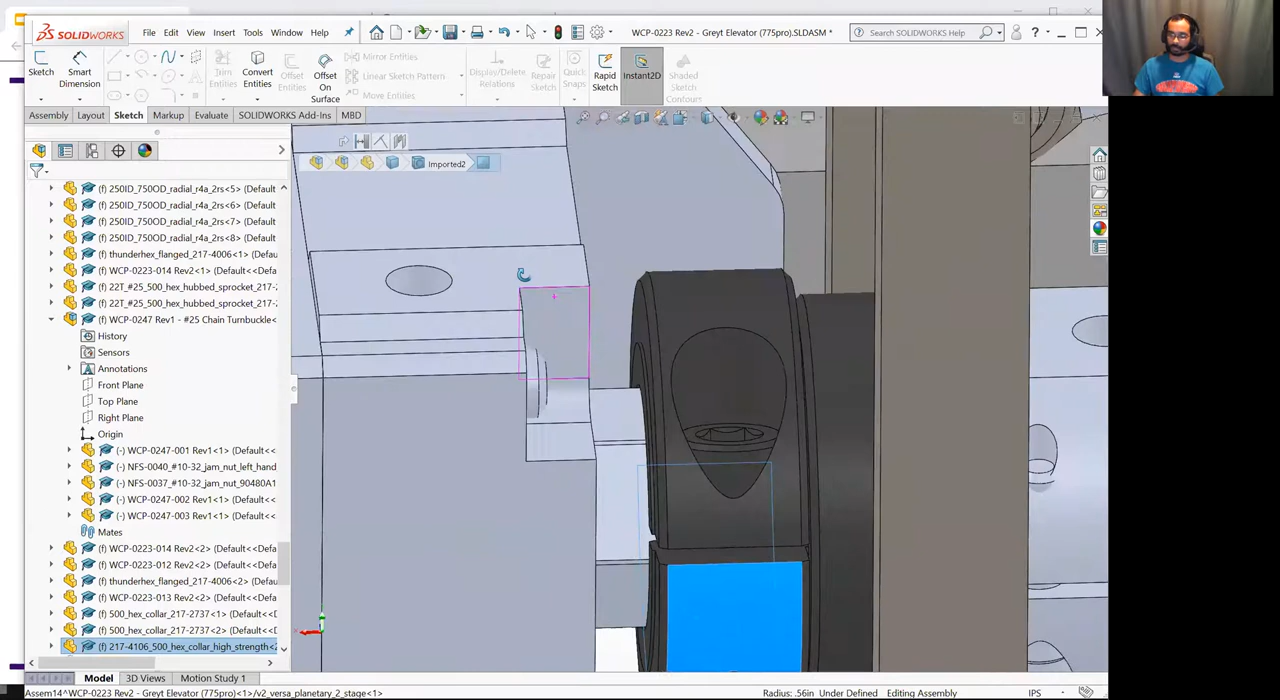 SOLIDWORKS File Edit View Insert Tools Window Help WCP-0223 Rev2 - Greyt Elevator (775pro).SLDASM * Search SOLIDWORKS Help
Sketch Smart Dimension Trim Entities Convert Entities Offset Entities Offset On Surface Mirror Entities Linear Sketch Pattern Move Entities Display/Delete Relations Repair Sketch Quick Snaps Rapid Sketch Instant2D Shaded Sketch Contours
Assembly Layout Sketch Markup Evaluate SOLIDWORKS Add-Ins MBD
Imported2
(f) 250ID_750OD_radial_r4a_2rs<5> (Default
(f) 250ID_750OD_radial_r4a_2rs<6> (Default
(f) 250ID_750OD_radial_r4a_2rs<7> (Default
(f) 250ID_750OD_radial_r4a_2rs<8> (Default
(f) thunderhex_flanged_217-4006<1> (Defaul
(f) WCP-0223-014 Rev2<1> (Default<<Defa
(f) 22T_#25_500_hex_hubbed_sprocket_217-
(f) 22T_#25_500_hex_hubbed_sprocket_217-2
(f) WCP-0247 Rev1 - #25 Chain Turnbuckle<
History
Sensors
Annotations
Front Plane
Top Plane
Right Plane
Origin
(-) WCP-0247-001 Rev1<1> (Default<<
(-) NFS-0040_#10-32_jam_nut_left_hand
(-) NFS-0037_#10-32_jam_nut_90480A1
(-) WCP-0247-002 Rev1<1> (Default<<
(-) WCP-0247-003 Rev1<1> (Default<<
Mates
(f) WCP-0223-014 Rev2<2> (Default<<Defa
(f) WCP-0223-012 Rev2<2> (Default<<Defa
(f) thunderhex_flanged_217-4006<2> (Defaul
(f) WCP-0223-013 Rev2<2> (Default<<Defa
(f) 500_hex_collar_217-2737<1> (Default<<D
(f) 500_hex_collar_217-2737<2> (Default<<D
(f) 217-4106_500_hex_collar_high_strength<2
Model 3D Views Motion Study 1
Assem14^WCP-0223 Rev2 - Greyt Elevator (775pro)<1>/v2_versa_planetary_2_stage<1> Radius: .56in Under Defined Editing Assembly IPS